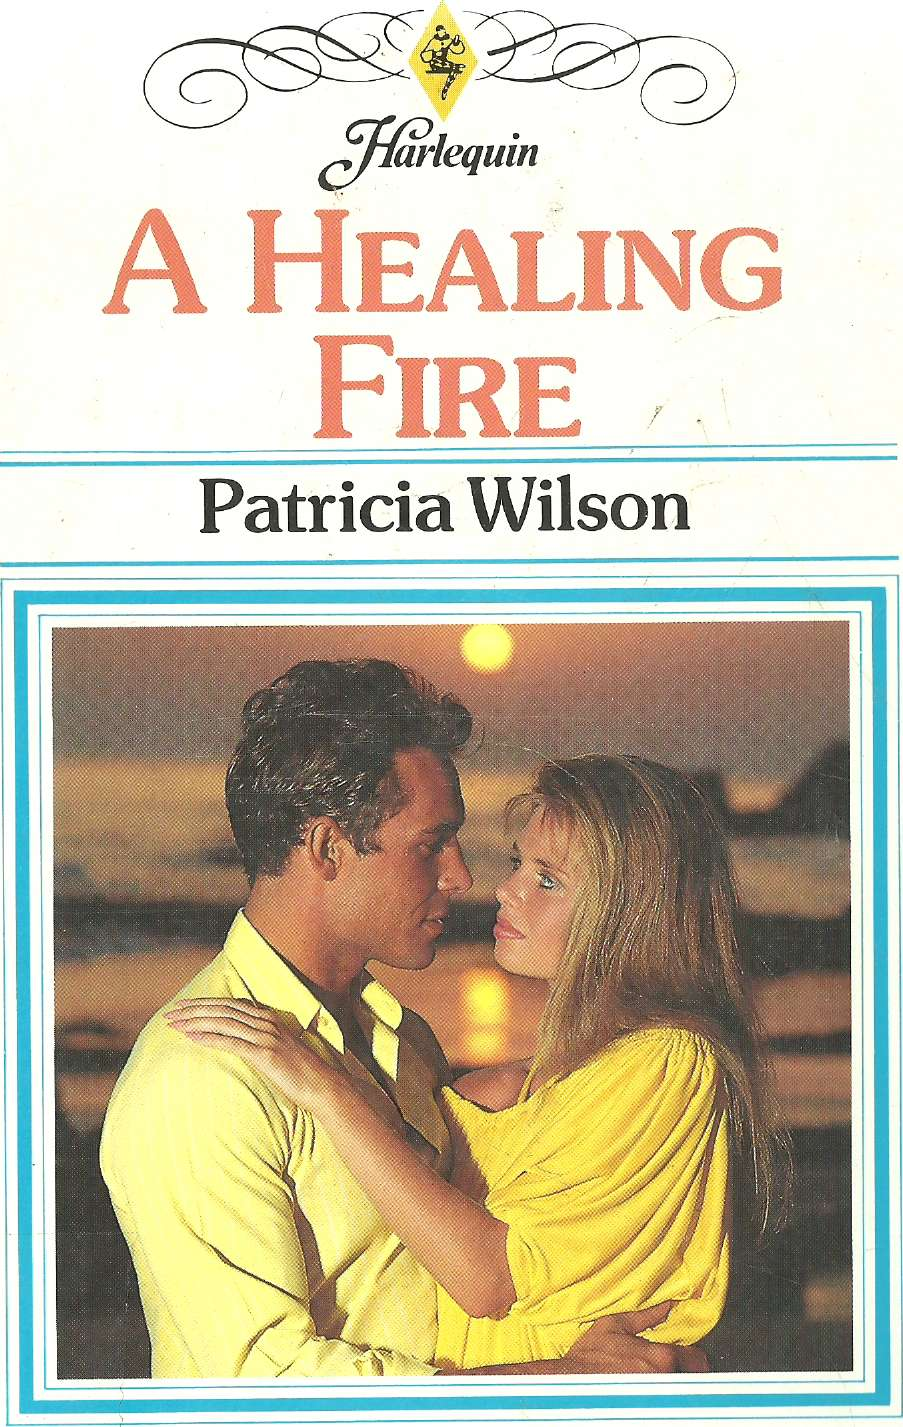 Harlequin
A HEALING
FIRE
Patricia Wilson